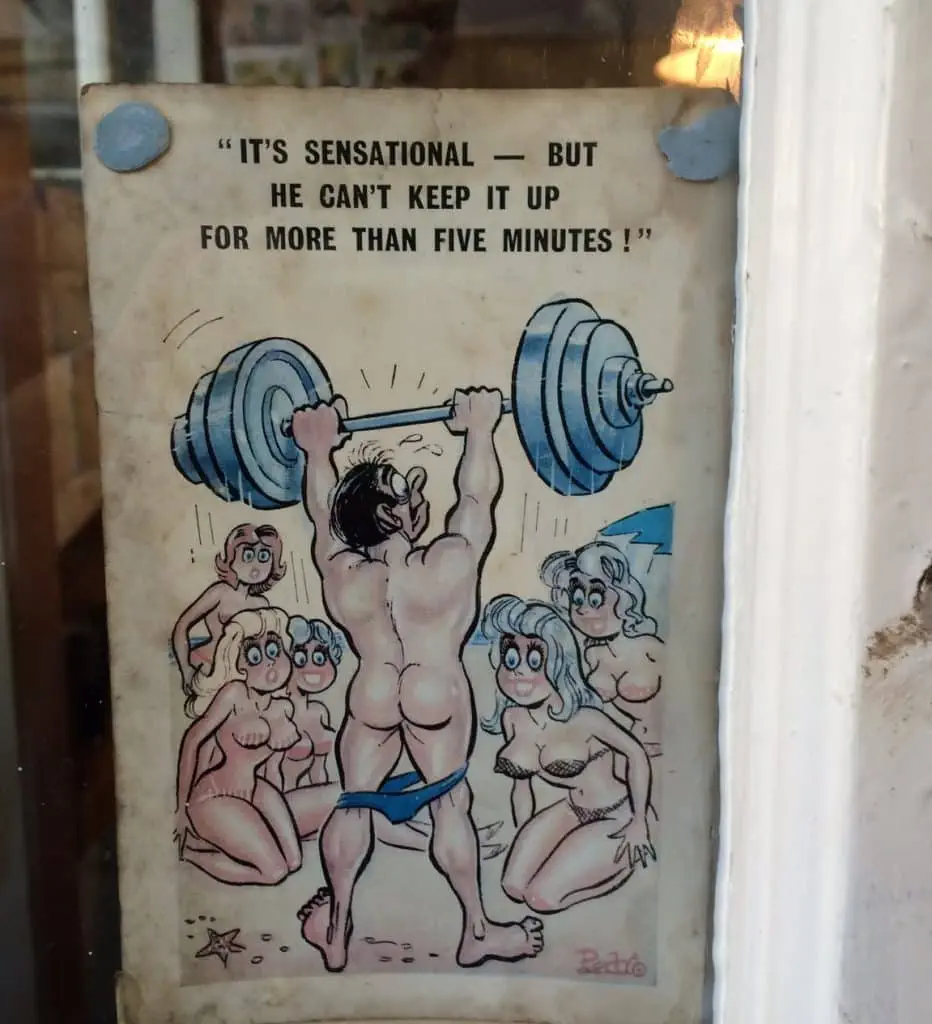 "IT'S SENSATIONAL — BUT
HE CAN'T KEEP IT UP
FOR MORE THAN FIVE MINUTES!"
Pedro ©